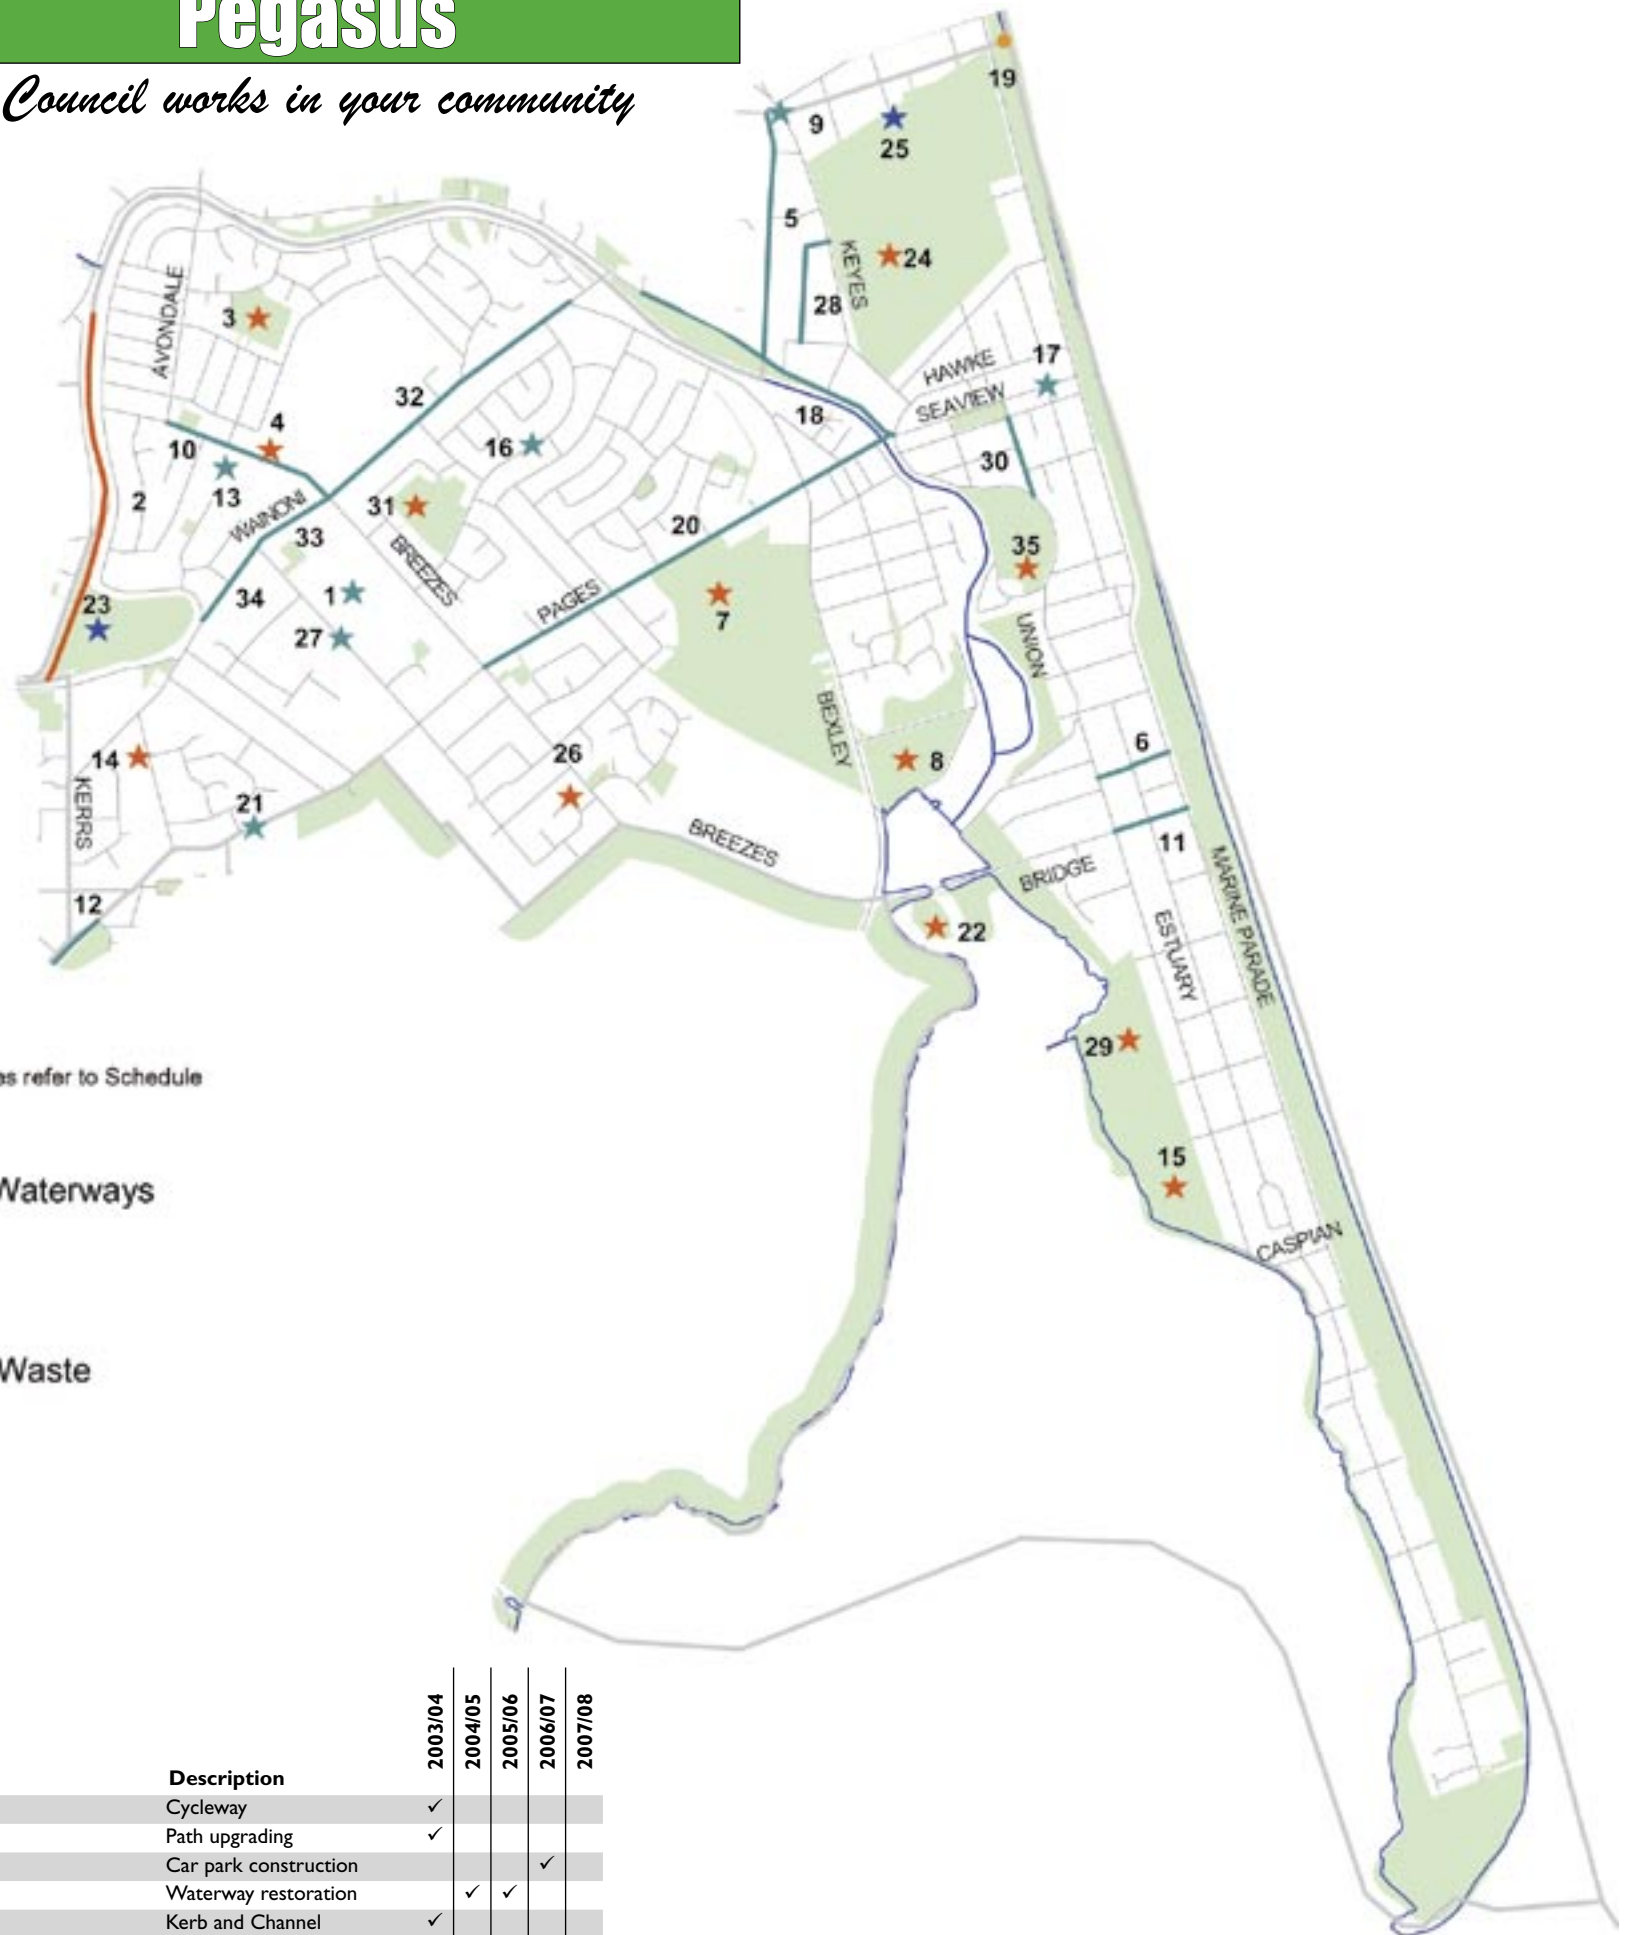 Pegasus
Council works in your community
19
9
25
5
KEYES
24
28
AVONDALE
3
HAWKE
17
SEAVIEW
32
18
4
10
16
30
13
2
WAINONI
31
20
33
BREEZES
35
34
1
PAGES
23
7
27
UNION
BEXLEY
6
26
8
14
KERRS
21
BREEZES
11
BRIDGE
MARINE PARADE
12
22
ESTUARY
29
es refer to Schedule
15
Waterways
CASPIAN
Waste
2003/04 2004/05 2005/06 2006/07 2007/08
Description
Cycleway ✓
Path upgrading ✓
Car park construction ✓
Waterway restoration ✓ ✓
Kerb and Channel ✓